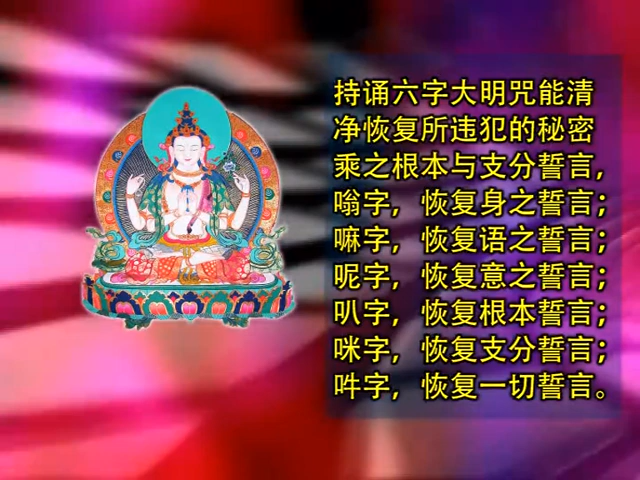 持诵六字大明咒能清
净恢复所违犯的秘密
乘之根本与支分誓言，
嗡字，恢复身之誓言；
嘛字，恢复语之誓言；
呢字，恢复意之誓言；
叭字，恢复根本誓言；
咪字，恢复支分誓言；
吽字，恢复一切誓言。